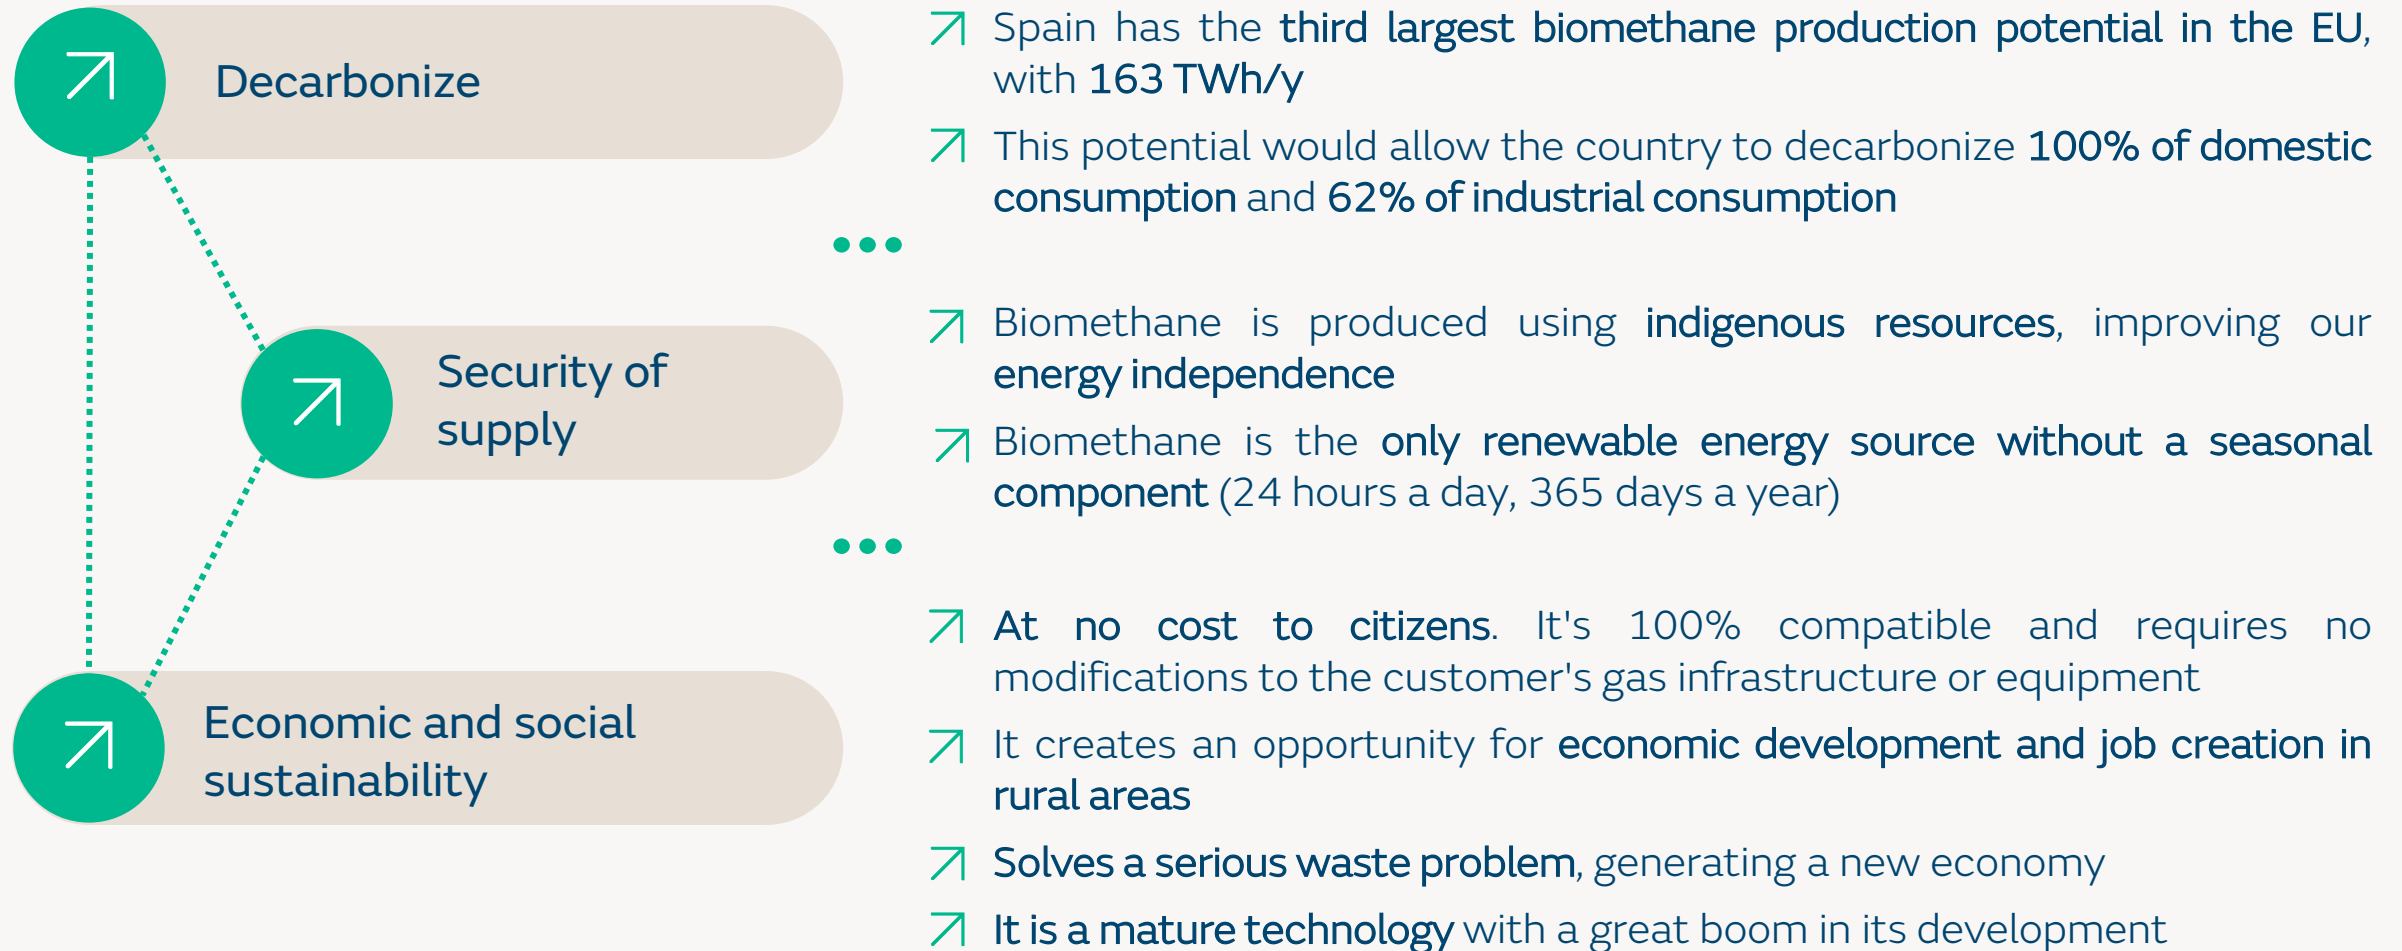 Decarbonize
Spain has the third largest biomethane production potential in the EU,
with 163 TWh/y
This potential would allow the country to decarbonize 100% of domestic
consumption and 62% of industrial consumption
Security of
supply
Biomethane is produced using indigenous resources, improving our
energy independence
Biomethane is the only renewable energy source without a seasonal
component (24 hours a day, 365 days a year)
Economic and social
sustainability
At no cost to citizens. It's 100% compatible and requires no
modifications to the customer's gas infrastructure or equipment
It creates an opportunity for economic development and job creation in
rural areas
Solves a serious waste problem, generating a new economy
It is a mature technology with a great boom in its development